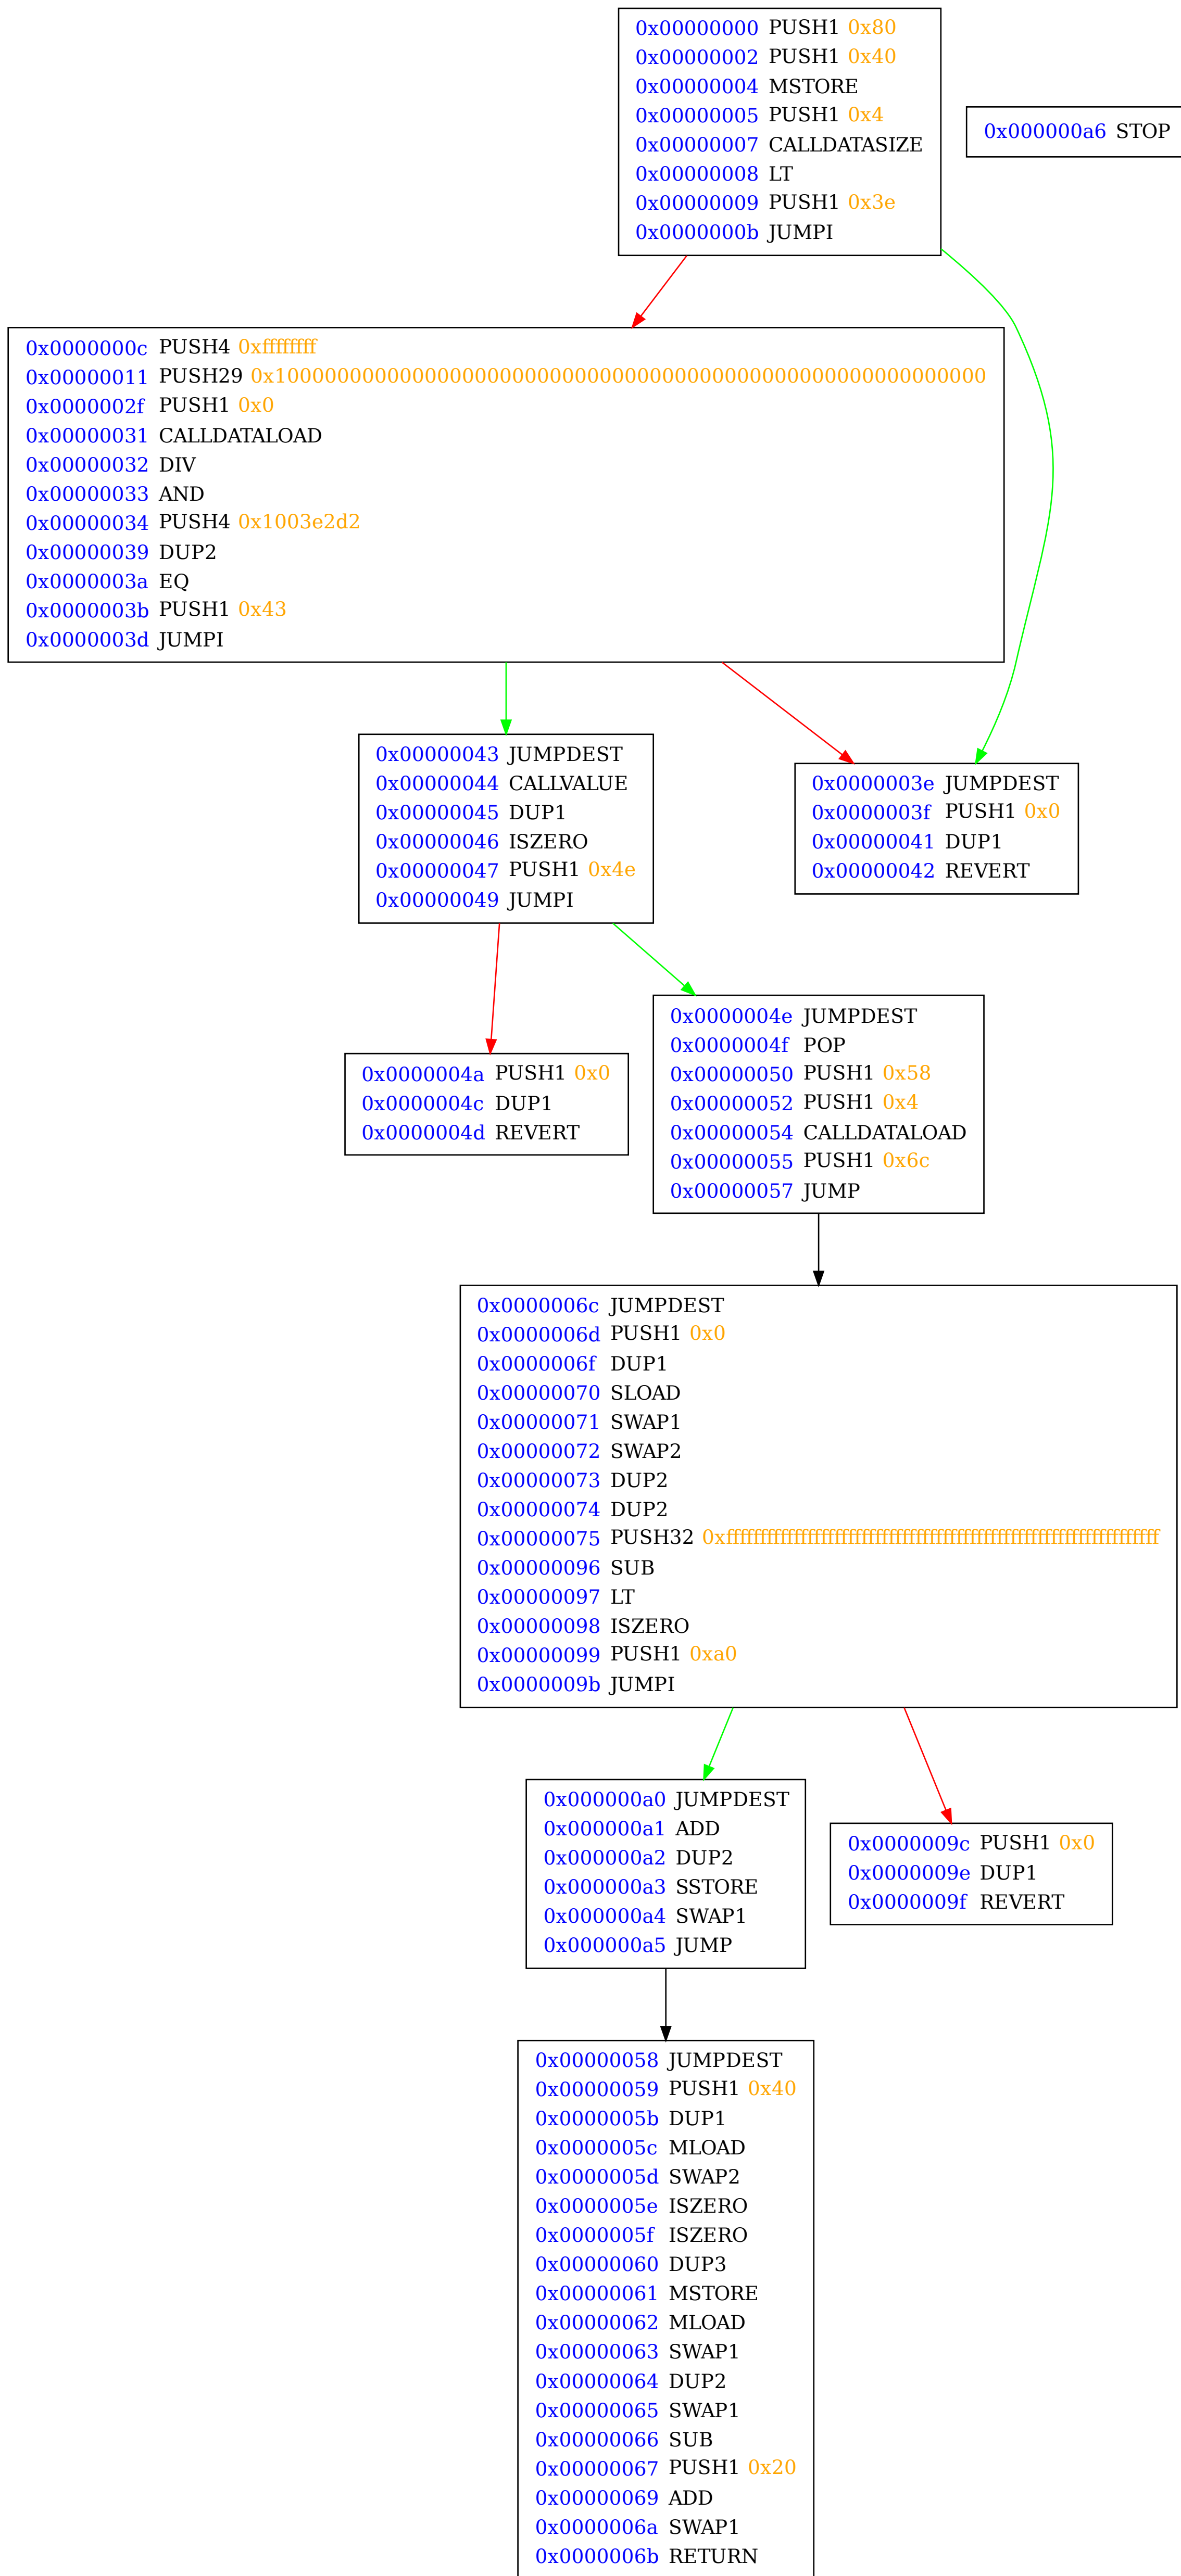 0x00000000 PUSH1 0x80
0x00000002 PUSH1 0x40
0x00000004 MSTORE
0x00000005 PUSH1 0x4
0x00000007 CALLDATASIZE
0x00000008 LT
0x00000009 PUSH1 0x3e
0x0000000b JUMPI
0x000000a6 STOP
0x0000000c PUSH4 0xffffffff
0x00000011 PUSH29 0x100000000000000000000000000000000000000000000000000000000
0x0000002f PUSH1 0x0
0x00000031 CALLDATALOAD
0x00000032 DIV
0x00000033 AND
0x00000034 PUSH4 0x1003e2d2
0x00000039 DUP2
0x0000003a EQ
0x0000003b PUSH1 0x43
0x0000003d JUMPI
0x00000043 JUMPDEST
0x00000044 CALLVALUE
0x00000045 DUP1
0x00000046 ISZERO
0x00000047 PUSH1 0x4e
0x00000049 JUMPI
0x0000003e JUMPDEST
0x0000003f PUSH1 0x0
0x00000041 DUP1
0x00000042 REVERT
0x0000004a PUSH1 0x0
0x0000004c DUP1
0x0000004d REVERT
0x0000004e JUMPDEST
0x0000004f POP
0x00000050 PUSH1 0x58
0x00000052 PUSH1 0x4
0x00000054 CALLDATALOAD
0x00000055 PUSH1 0x6c
0x00000057 JUMP
0x0000006c JUMPDEST
0x0000006d PUSH1 0x0
0x0000006f DUP1
0x00000070 SLOAD
0x00000071 SWAP1
0x00000072 SWAP2
0x00000073 DUP2
0x00000074 DUP2
0x00000075 PUSH32 0xffffffffffffffffffffffffffffffffffffffffffffffffffffffffffffffff
0x00000096 SUB
0x00000097 LT
0x00000098 ISZERO
0x00000099 PUSH1 0xa0
0x0000009b JUMPI
0x000000a0 JUMPDEST
0x000000a1 ADD
0x000000a2 DUP2
0x000000a3 SSTORE
0x000000a4 SWAP1
0x000000a5 JUMP
0x0000009c PUSH1 0x0
0x0000009e DUP1
0x0000009f REVERT
0x00000058 JUMPDEST
0x00000059 PUSH1 0x40
0x0000005b DUP1
0x0000005c MLOAD
0x0000005d SWAP2
0x0000005e ISZERO
0x0000005f ISZERO
0x00000060 DUP3
0x00000061 MSTORE
0x00000062 MLOAD
0x00000063 SWAP1
0x00000064 DUP2
0x00000065 SWAP1
0x00000066 SUB
0x00000067 PUSH1 0x20
0x00000069 ADD
0x0000006a SWAP1
0x0000006b RETURN